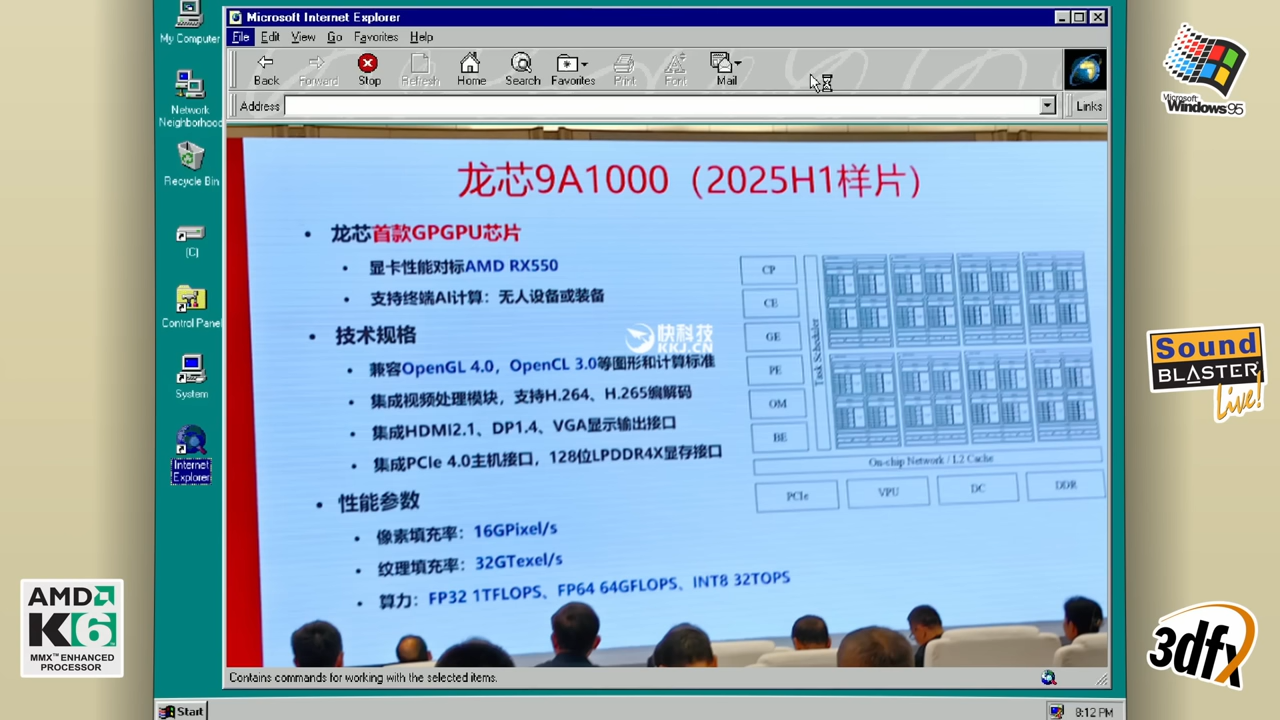 My Computer
Network
Neighborhood
Recycle Bin
(C)
Control Panel
System
Internet
Explorer
Start
Microsoft Internet Explorer
File Edit View Go Favorites Help
Back Forward Stop Refresh Home Search Favorites Print Font Mail
Address
Links
龙芯9A1000（2025H1样片）
• 龙芯首款GPGPU芯片
• 显卡性能对标AMD RX550
• 支持终端AI计算：无人设备或装备
• 技术规格
• 兼容OpenGL 4.0，OpenCL 3.0等图形和计算标准
• 集成视频处理模块，支持H.264、H.265编解码
• 集成HDMI2.1、DP1.4、VGA显示输出接口
• 集成PCIe 4.0主机接口，128位LPDDR4X显存接口
• 性能参数
• 像素填充率：16GPixel/s
• 纹理填充率：32GTexel/s
• 算力：FP32 1TFLOPS、FP64 64GFLOPS、INT8 32TOPS
快科技
KKJ.CN
CP
CE
GE
PE
OM
BE
Task Scheduler
On-chip Network / L2 Cache
PCIe VPU DC DDR
Contains commands for working with the selected items.
8:12 PM
Microsoft
Windows 95
Sound
BLASTER
Live!
AMD
K6
MMX™ ENHANCED
PROCESSOR
3dfx